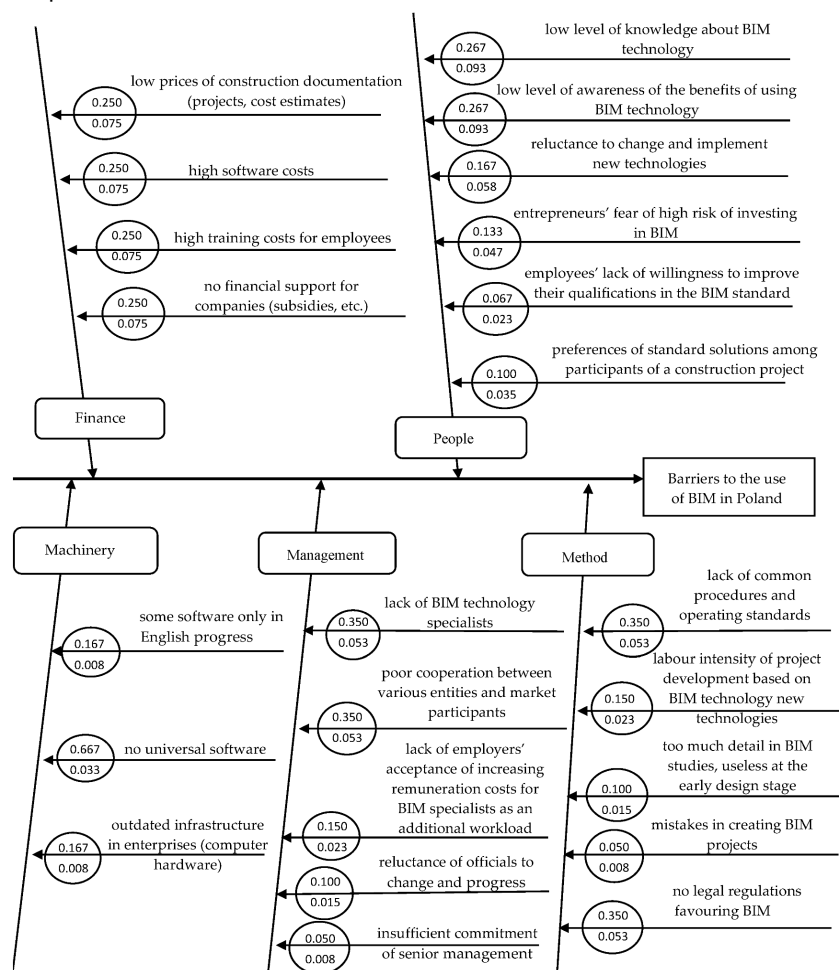 low prices of construction documentation
(projects, cost estimates)
0.250
0.075
high software costs
0.250
0.075
high training costs for employees
0.250
0.075
no financial support for
companies (subsidies, etc.)
0.250
0.075
Finance
low level of knowledge about BIM
technology
0.267
0.093
low level of awareness of the benefits of using
BIM technology
0.267
0.093
reluctance to change and implement
new technologies
0.167
0.058
entrepreneurs' fear of high risk of investing
in BIM
0.133
0.047
employees' lack of willingness to improve
their qualifications in the BIM standard
0.067
0.023
preferences of standard solutions among
participants of a construction project
0.100
0.035
People
Barriers to the use
of BIM in Poland
Machinery
some software only in
English progress
0.167
0.008
no universal software
0.667
0.033
outdated infrastructure
in enterprises (computer
hardware)
0.167
0.008
Management
lack of BIM technology
specialists
0.350
0.053
poor cooperation between
various entities and market
participants
0.350
0.053
lack of employers'
acceptance of increasing
remuneration costs for
BIM specialists as an
additional workload
0.150
0.023
reluctance of officials to
change and progress
0.100
0.015
insufficient commitment
of senior management
0.050
0.008
Method
lack of common
procedures and
operating standards
0.350
0.053
labour intensity of project
development based on
BIM technology new
technologies
0.150
0.023
too much detail in BIM
studies, useless at the
early design stage
0.100
0.015
mistakes in creating BIM
projects
0.050
0.008
no legal regulations
favouring BIM
0.350
0.053